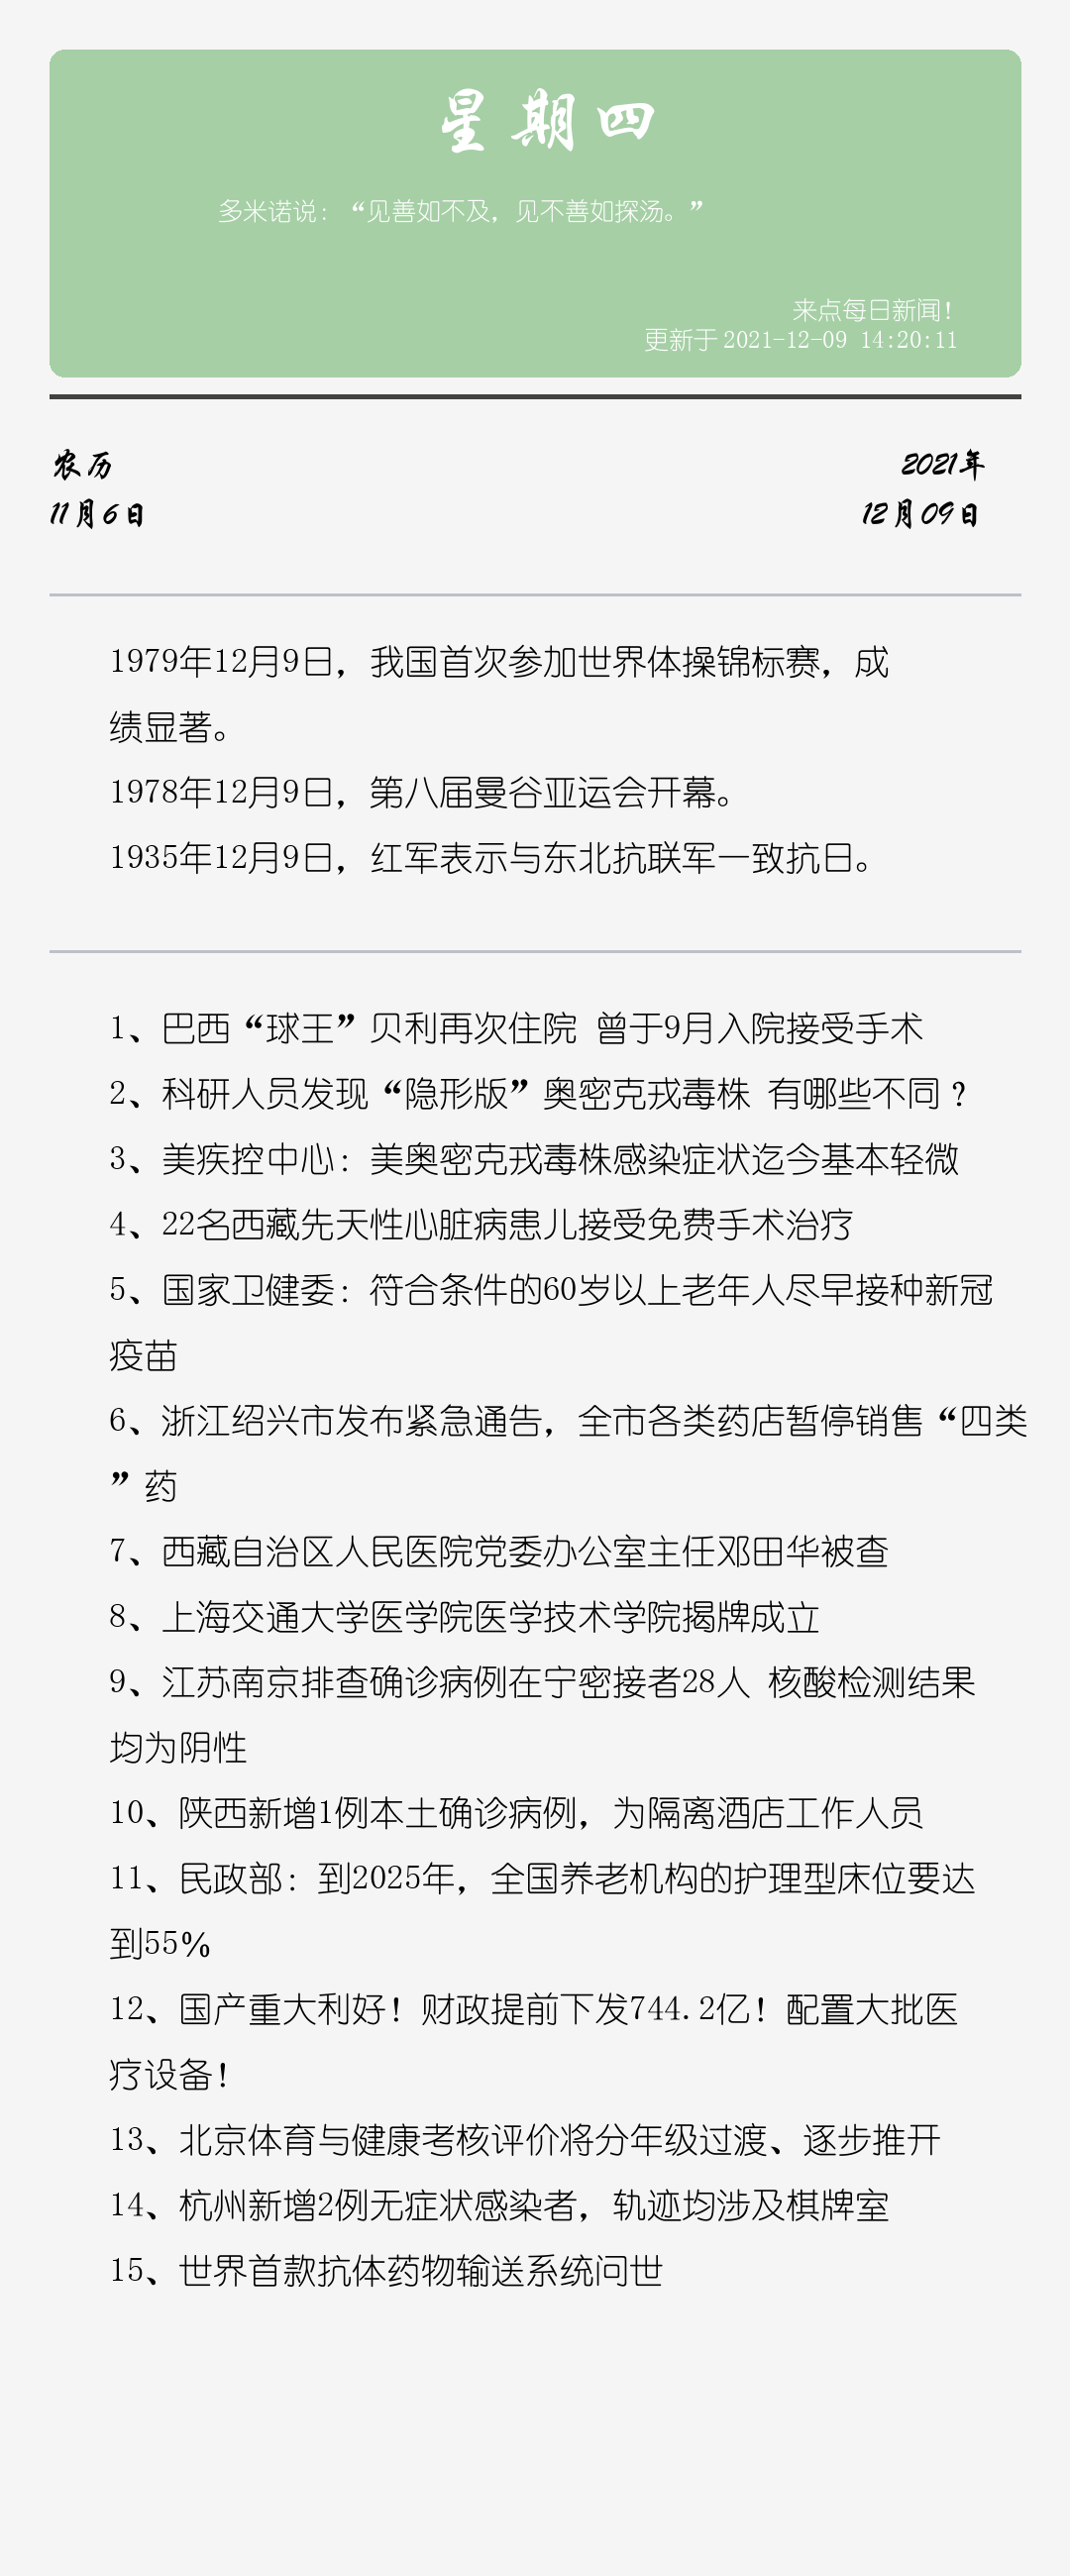 星期四
多米诺说：“见善如不及，见不善如探汤。”
来点每日新闻！
更新于2021-12-09 14:20:11
农历
2021年
11月6日
12月09日
1979年12月9日，我国首次参加世界体操锦标赛，成
绩显著。
1978年12月9日，第八届曼谷亚运会开幕。
1935年12月9日，红军表示与东北抗联军一致抗日。
1、巴西“球王”贝利再次住院 曾于9月入院接受手术
2、科研人员发现“隐形版”奥密克戎毒株 有哪些不同？
3、美疾控中心：美奥密克戎毒株感染症状迄今基本轻微
4、22名西藏先天性心脏病患儿接受免费手术治疗
5、国家卫健委：符合条件的60岁以上老年人尽早接种新冠
疫苗
6、浙江绍兴市发布紧急通告，全市各类药店暂停销售“四类
”药
7、西藏自治区人民医院党委办公室主任邓田华被查
8、上海交通大学医学院医学技术学院揭牌成立
9、江苏南京排查确诊病例在宁密接者28人 核酸检测结果
均为阴性
10、陕西新增1例本土确诊病例，为隔离酒店工作人员
11、民政部：到2025年，全国养老机构的护理型床位要达
到55%
12、国产重大利好！财政提前下发744.2亿！配置大批医
疗设备！
13、北京体育与健康考核评价将分年级过渡、逐步推开
14、杭州新增2例无症状感染者，轨迹均涉及棋牌室
15、世界首款抗体药物输送系统问世